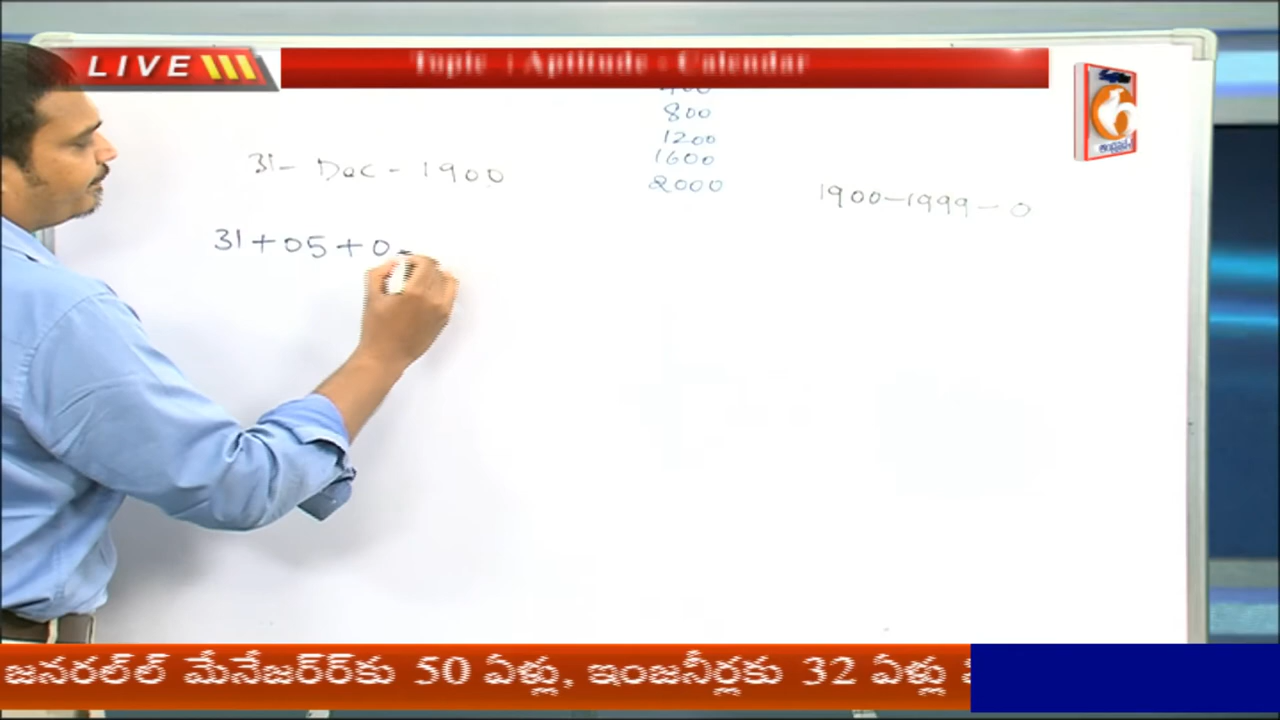 LIVE
Topic : Aptitude : Calendar
800
1200
1600
2000
31- Dec - 1900
1900-1999-0
31+05+0
జనరల్‌ల్ మేనేజర్‌ర్‌కు 50 ఏళ్లు, ఇంజనీర్లకు 32 ఏళ్లు